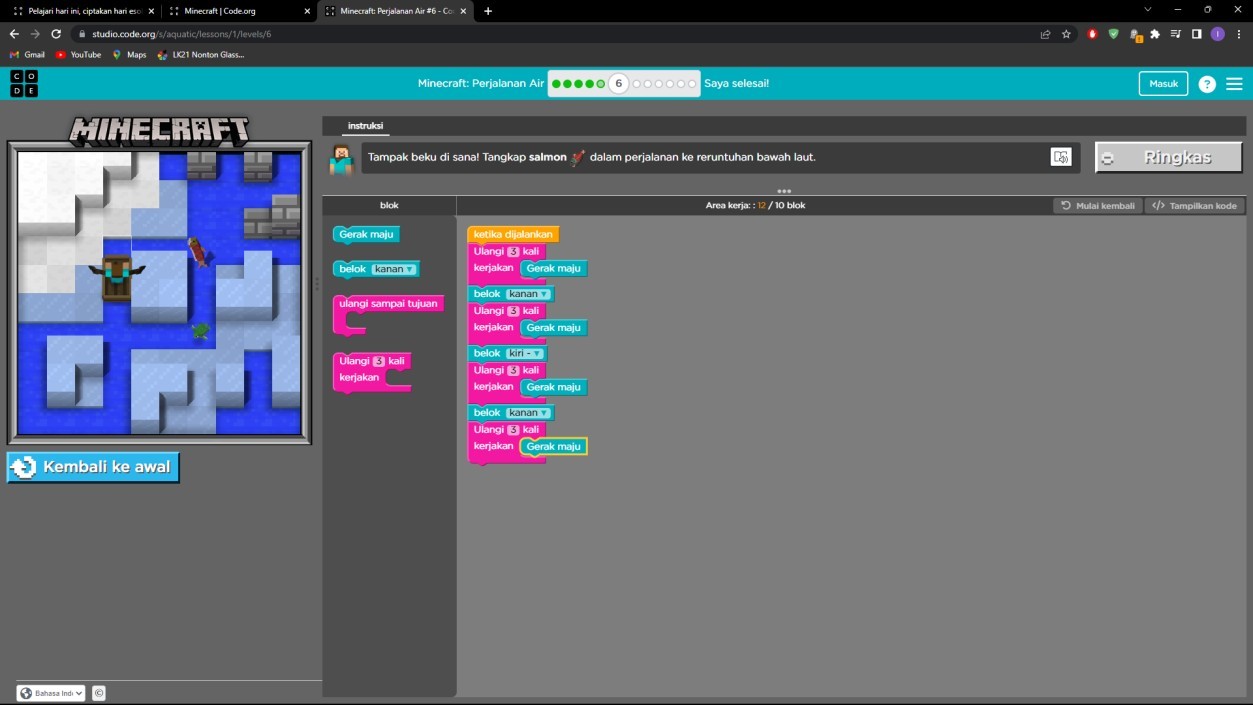 Pelajari hari ini, ciptakan hari eso
Minecraft | Code.org
Minecraft: Perjalanan Air #6 - Co
studio.code.org/s/aquatic/lessons/1/levels/6
Gmail
YouTube
Maps
LK21 Nonton Glass...
C O
D E
Minecraft: Perjalanan Air
6
Saya selesai!
Masuk
?
MINECRAFT
instruksi
Tampak beku di sana! Tangkap salmon dalam perjalanan ke reruntuhan bawah laut.
Ringkas
blok
Area kerja: : 12 / 10 blok
Mulai kembali
</> Tampilkan kode
Gerak maju
belok kanan
ulangi sampai tujuan
Ulangi 3 kali
kerjakan
ketika dijalankan
Ulangi 3 kali
kerjakan Gerak maju
belok kanan
Ulangi 3 kali
kerjakan Gerak maju
belok kiri -
Ulangi 3 kali
kerjakan Gerak maju
belok kanan
Ulangi 3 kali
kerjakan Gerak maju
Kembali ke awal
Bahasa Ind
©